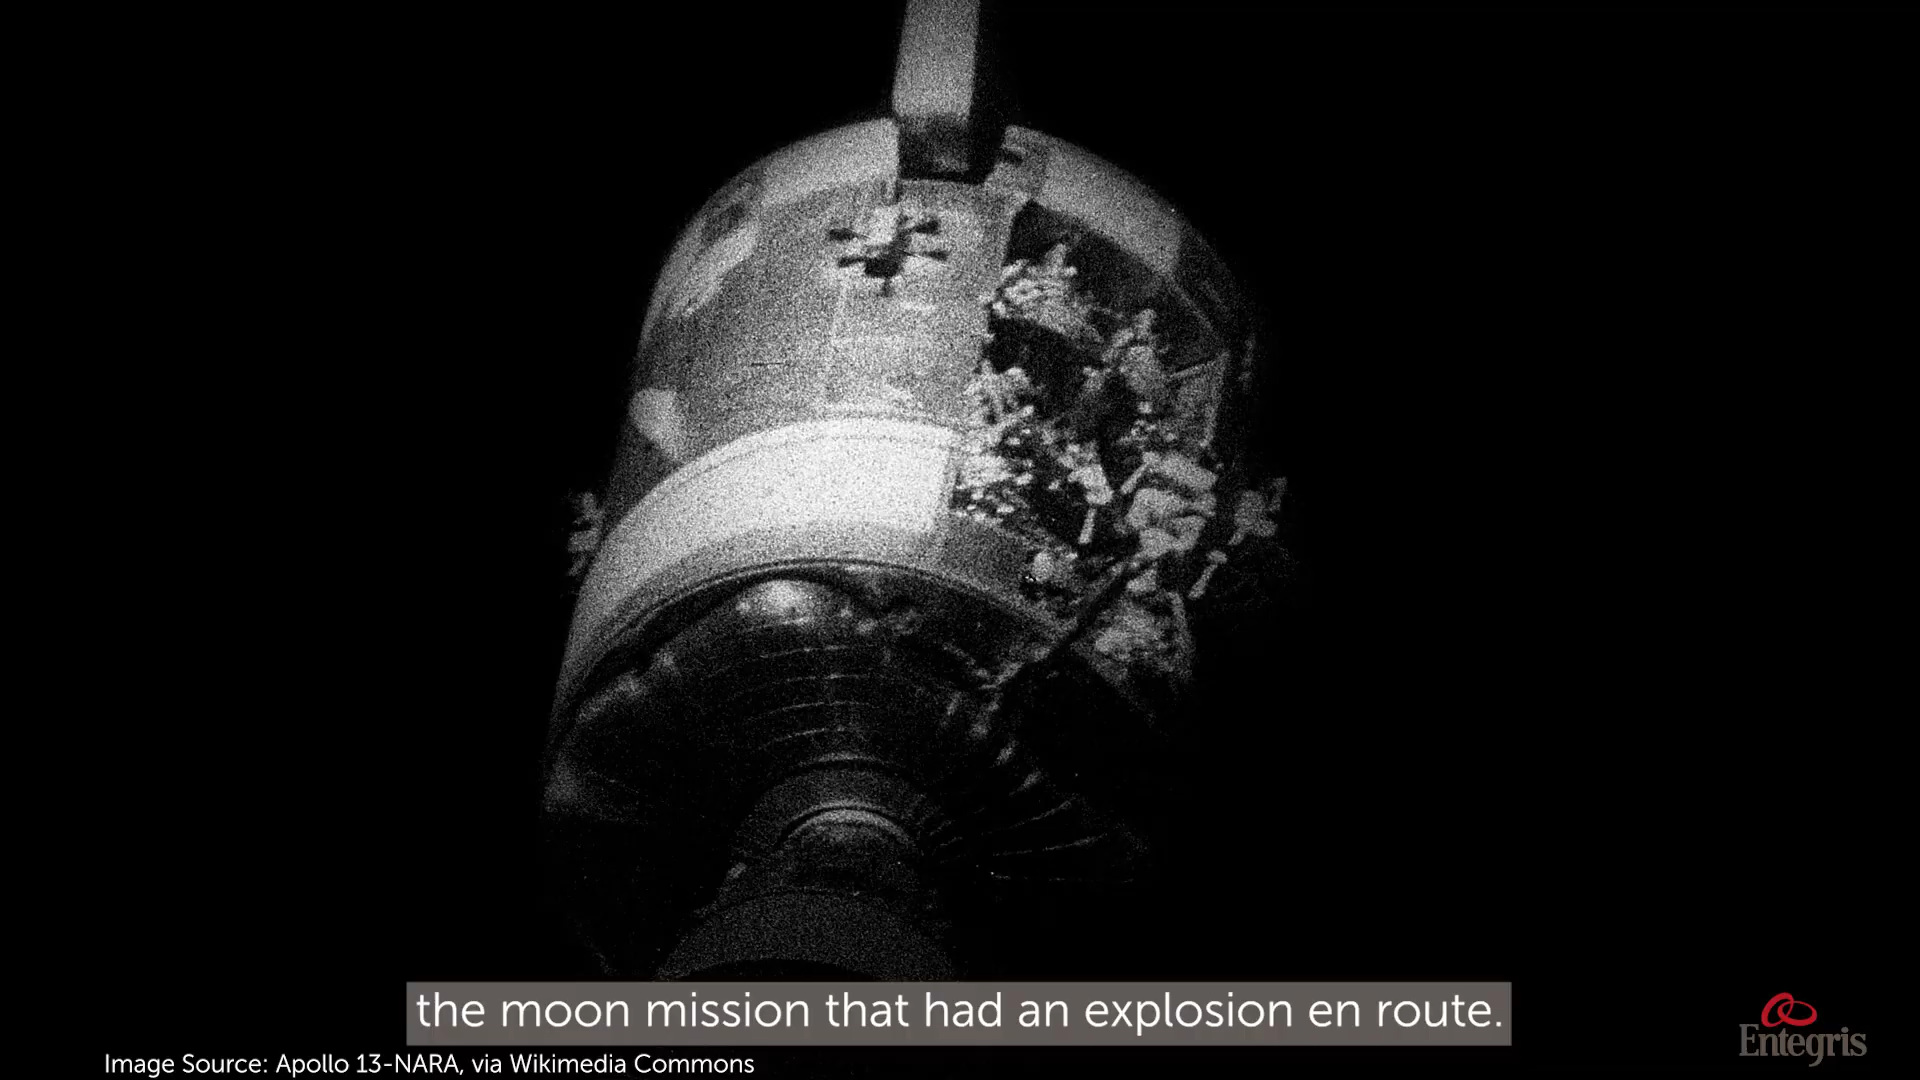 the moon mission that had an explosion en route.
Entegris
Image Source: Apollo 13-NARA, via Wikimedia Commons